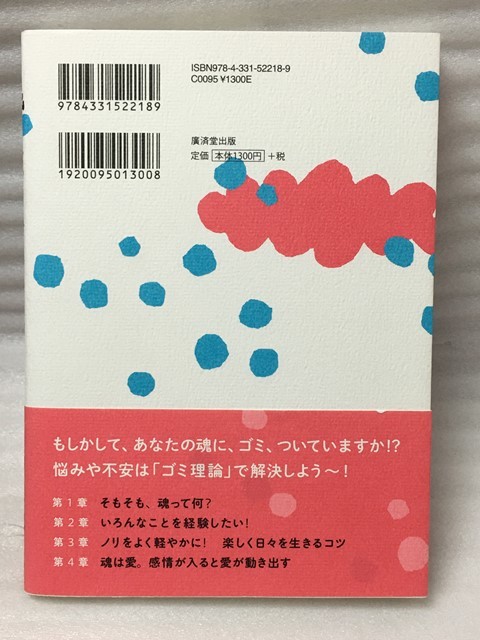 ISBN978-4-331-52218-9
C0095 ¥1300E
9784331522189
廣済堂出版
定価 本体1300円 +税
1920095013008
もしかして、あなたの魂に、ゴミ、ついていますか!?
悩みや不安は「ゴミ理論」で解決しよう〜!
第1章 そもそも、魂って何?
第2章 いろんなことを経験したい!
第3章 ノリをよく軽やかに! 楽しく日々を生きるコツ
第4章 魂は愛。感情が入ると愛が動き出す